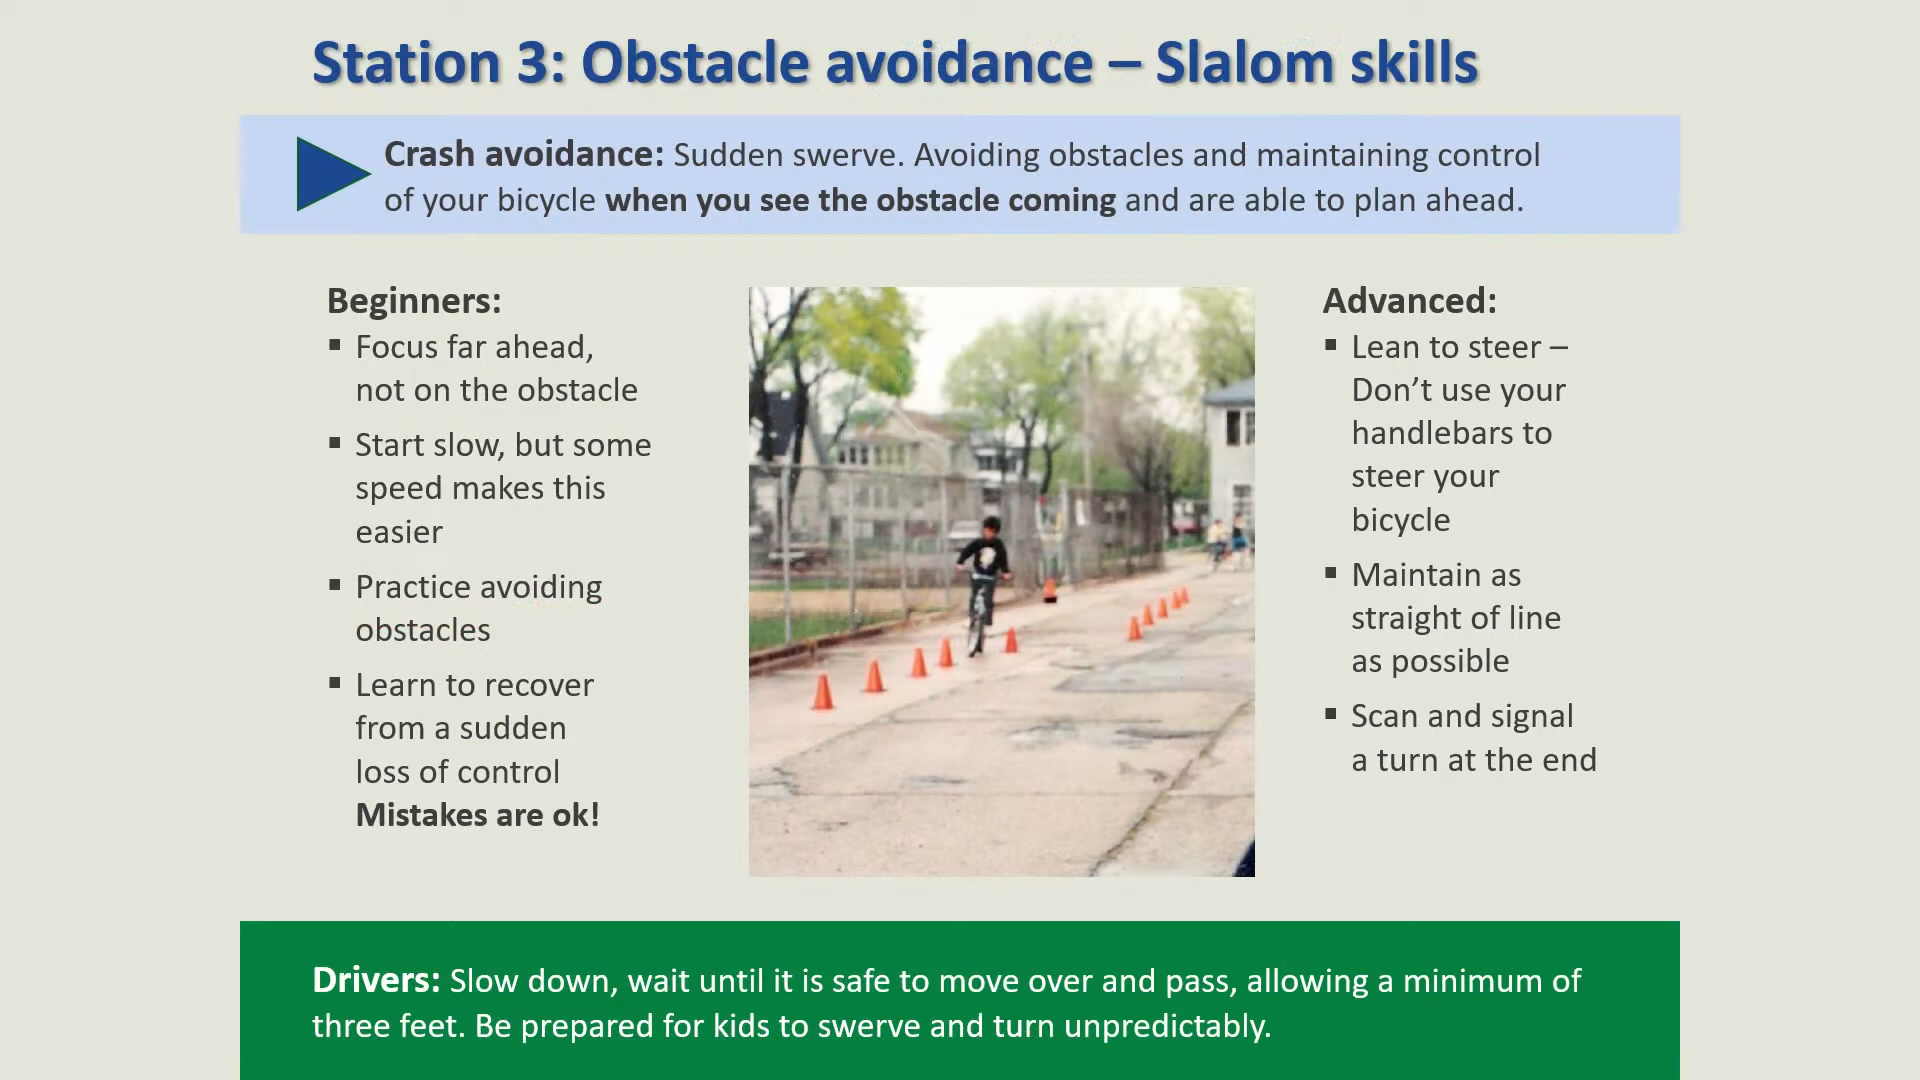 Station 3: Obstacle avoidance – Slalom skills
Crash avoidance: Sudden swerve. Avoiding obstacles and maintaining control
of your bicycle when you see the obstacle coming and are able to plan ahead.
Beginners:
▪ Focus far ahead,
not on the obstacle
▪ Start slow, but some
speed makes this
easier
▪ Practice avoiding
obstacles
▪ Learn to recover
from a sudden
loss of control
Mistakes are ok!
Advanced:
▪ Lean to steer –
Don’t use your
handlebars to
steer your
bicycle
▪ Maintain as
straight of line
as possible
▪ Scan and signal
a turn at the end
Drivers: Slow down, wait until it is safe to move over and pass, allowing a minimum of
three feet. Be prepared for kids to swerve and turn unpredictably.